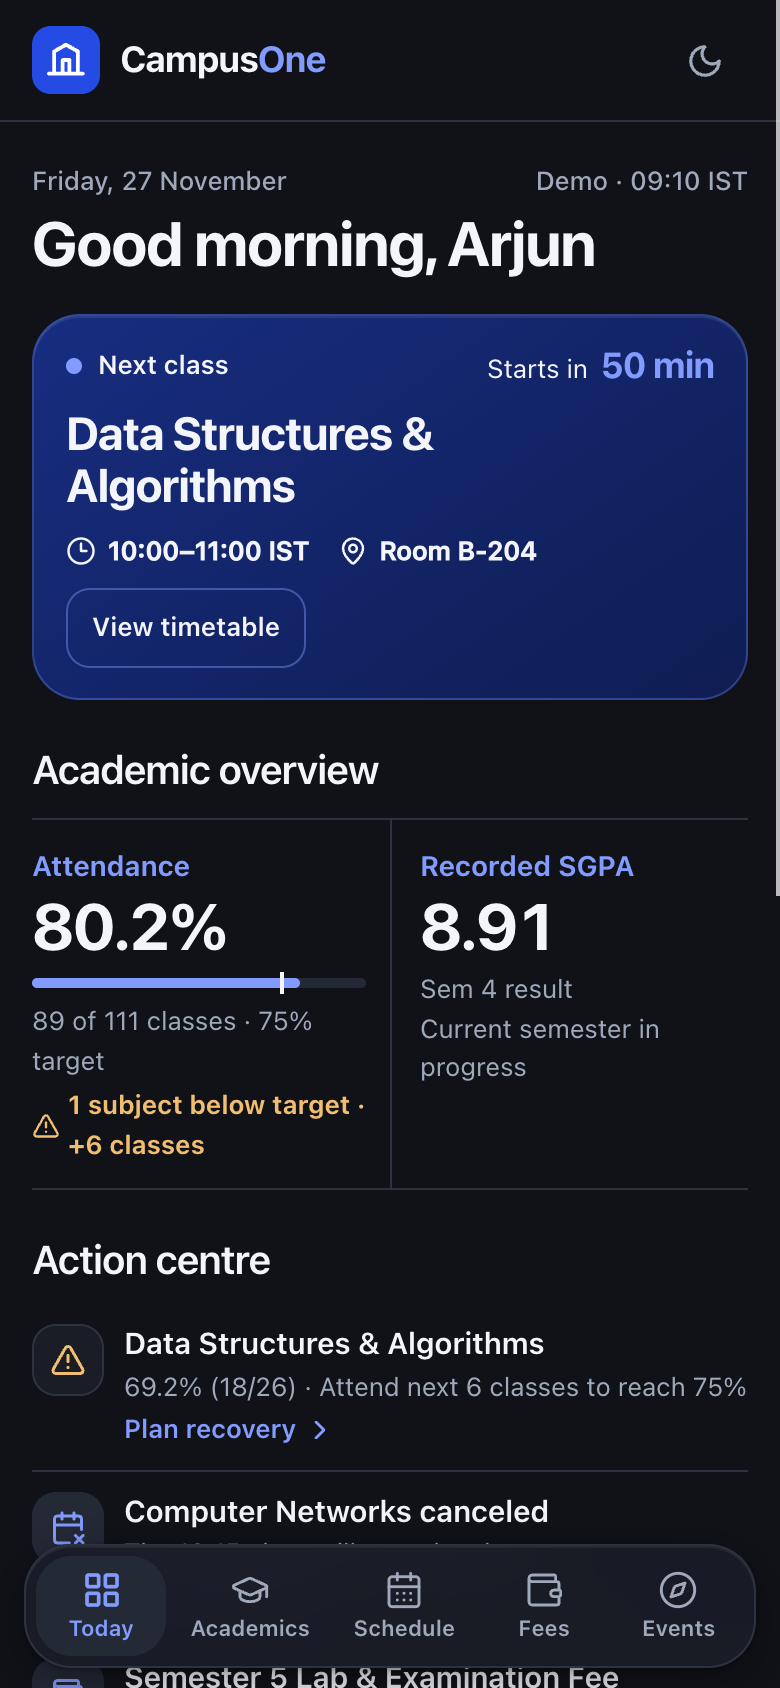 CampusOne
Friday, 27 November
Demo · 09:10 IST
Good morning, Arjun
Next class
Starts in 50 min
Data Structures &
Algorithms
10:00–11:00 IST
Room B-204
View timetable
Academic overview
Attendance
80.2%
89 of 111 classes · 75%
target
1 subject below target ·
+6 classes
Recorded SGPA
8.91
Sem 4 result
Current semester in
progress
Action centre
Data Structures & Algorithms
69.2% (18/26) · Attend next 6 classes to reach 75%
Plan recovery
Computer Networks canceled
Today
Academics
Schedule
Fees
Events
Semester 5 Lab & Examination Fee